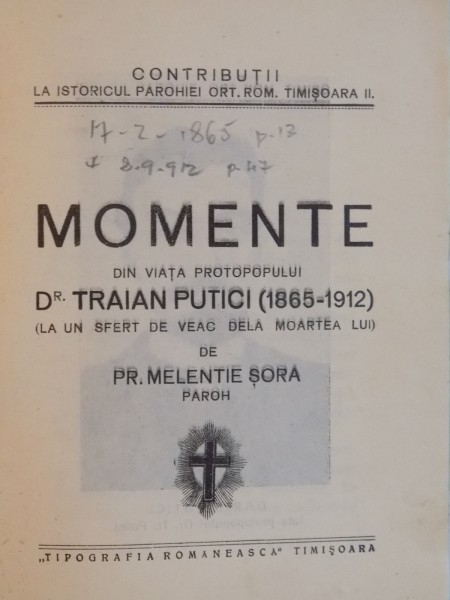 CONTRIBUȚII
LA ISTORICUL PAROHIEI ORT. ROM. TIMIȘOARA II.
17-2-1865 p.17
8.9.912 p.47
MOMENTE
DIN VIAȚA PROTOPOPULUI
DR. TRAIAN PUTICI (1865-1912)
(LA UN SFERT DE VEAC DELA MOARTEA LUI)
DE
PR. MELENTIE ȘORA
PAROH
„TIPOGRAFIA ROMANEASCA“ TIMIȘOARA